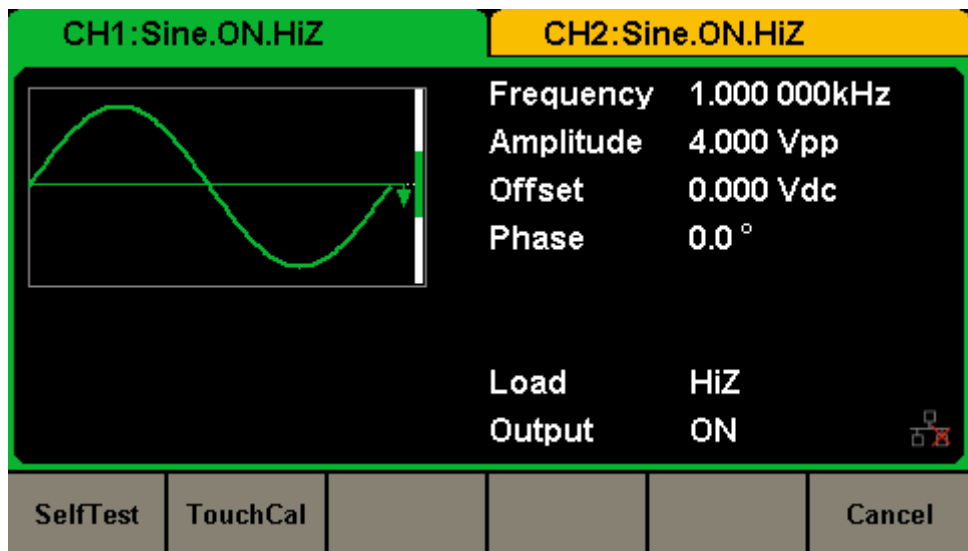 CH1:Sine.ON.HiZ CH2:Sine.ON.HiZ
Frequency 1.000 000kHz
Amplitude 4.000 Vpp
Offset 0.000 Vdc
Phase 0.0 °
Load HiZ
Output ON
SelfTest TouchCal Cancel